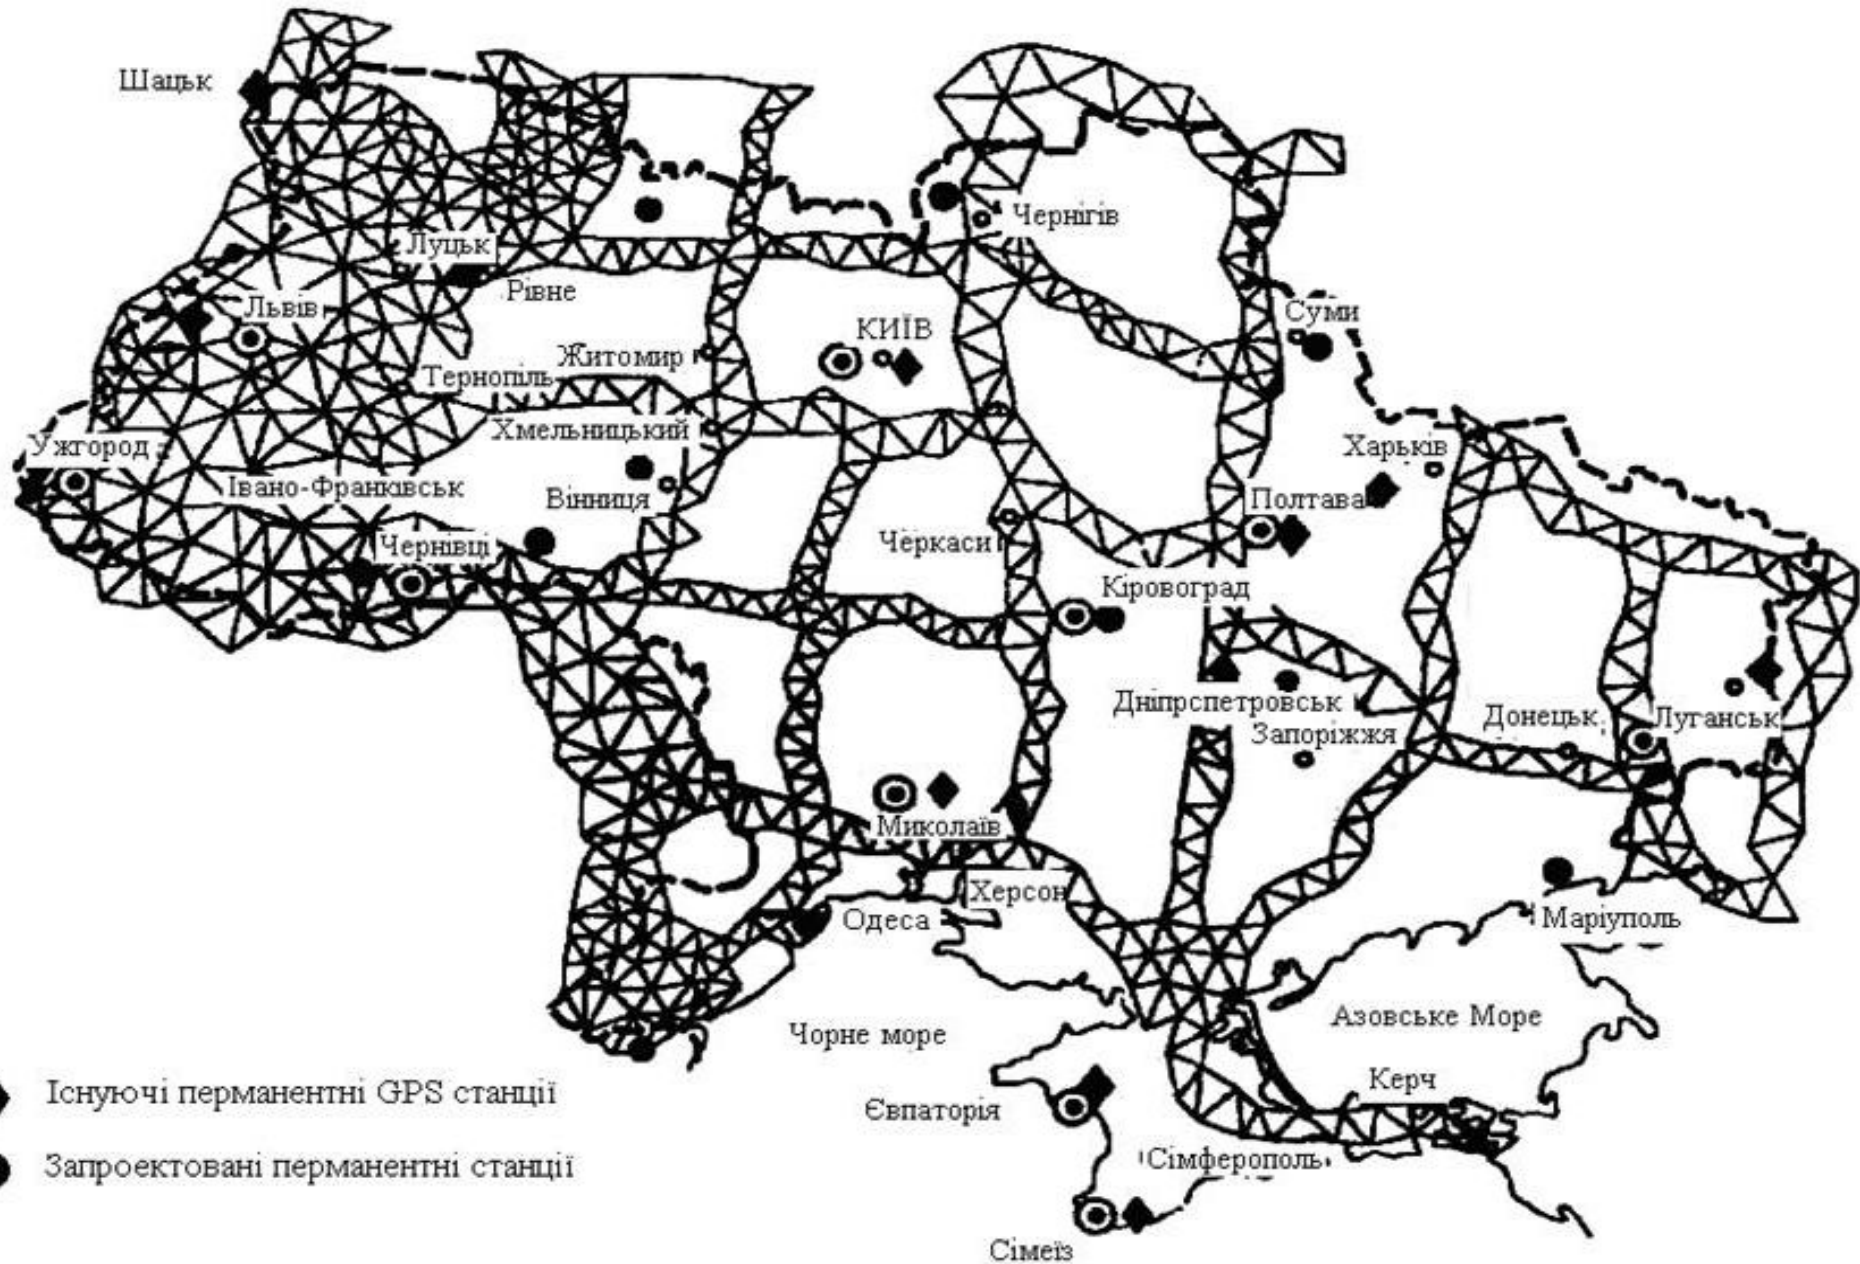 Шацьк
Чернігів
Луцьк
Рівне
Львів
Суми
КИЇВ
Житомир
Тернопіль
Хмельницький
Ужгород
Харьків
Івано-Франківськ
Вінниця
Полтава
Чернівці
Черкаси
Кіровоград
Дніпрспетровськ
Запоріжжя
Донецьк
Луганськ
Миколаїв
Херсон
Одеса
Маріуполь
Чорне море
Азовське Море
Керч
Євпаторія
Сімферополь
Сімеїз
Існуючі перманентні GPS станції
Запроектовані перманентні станції